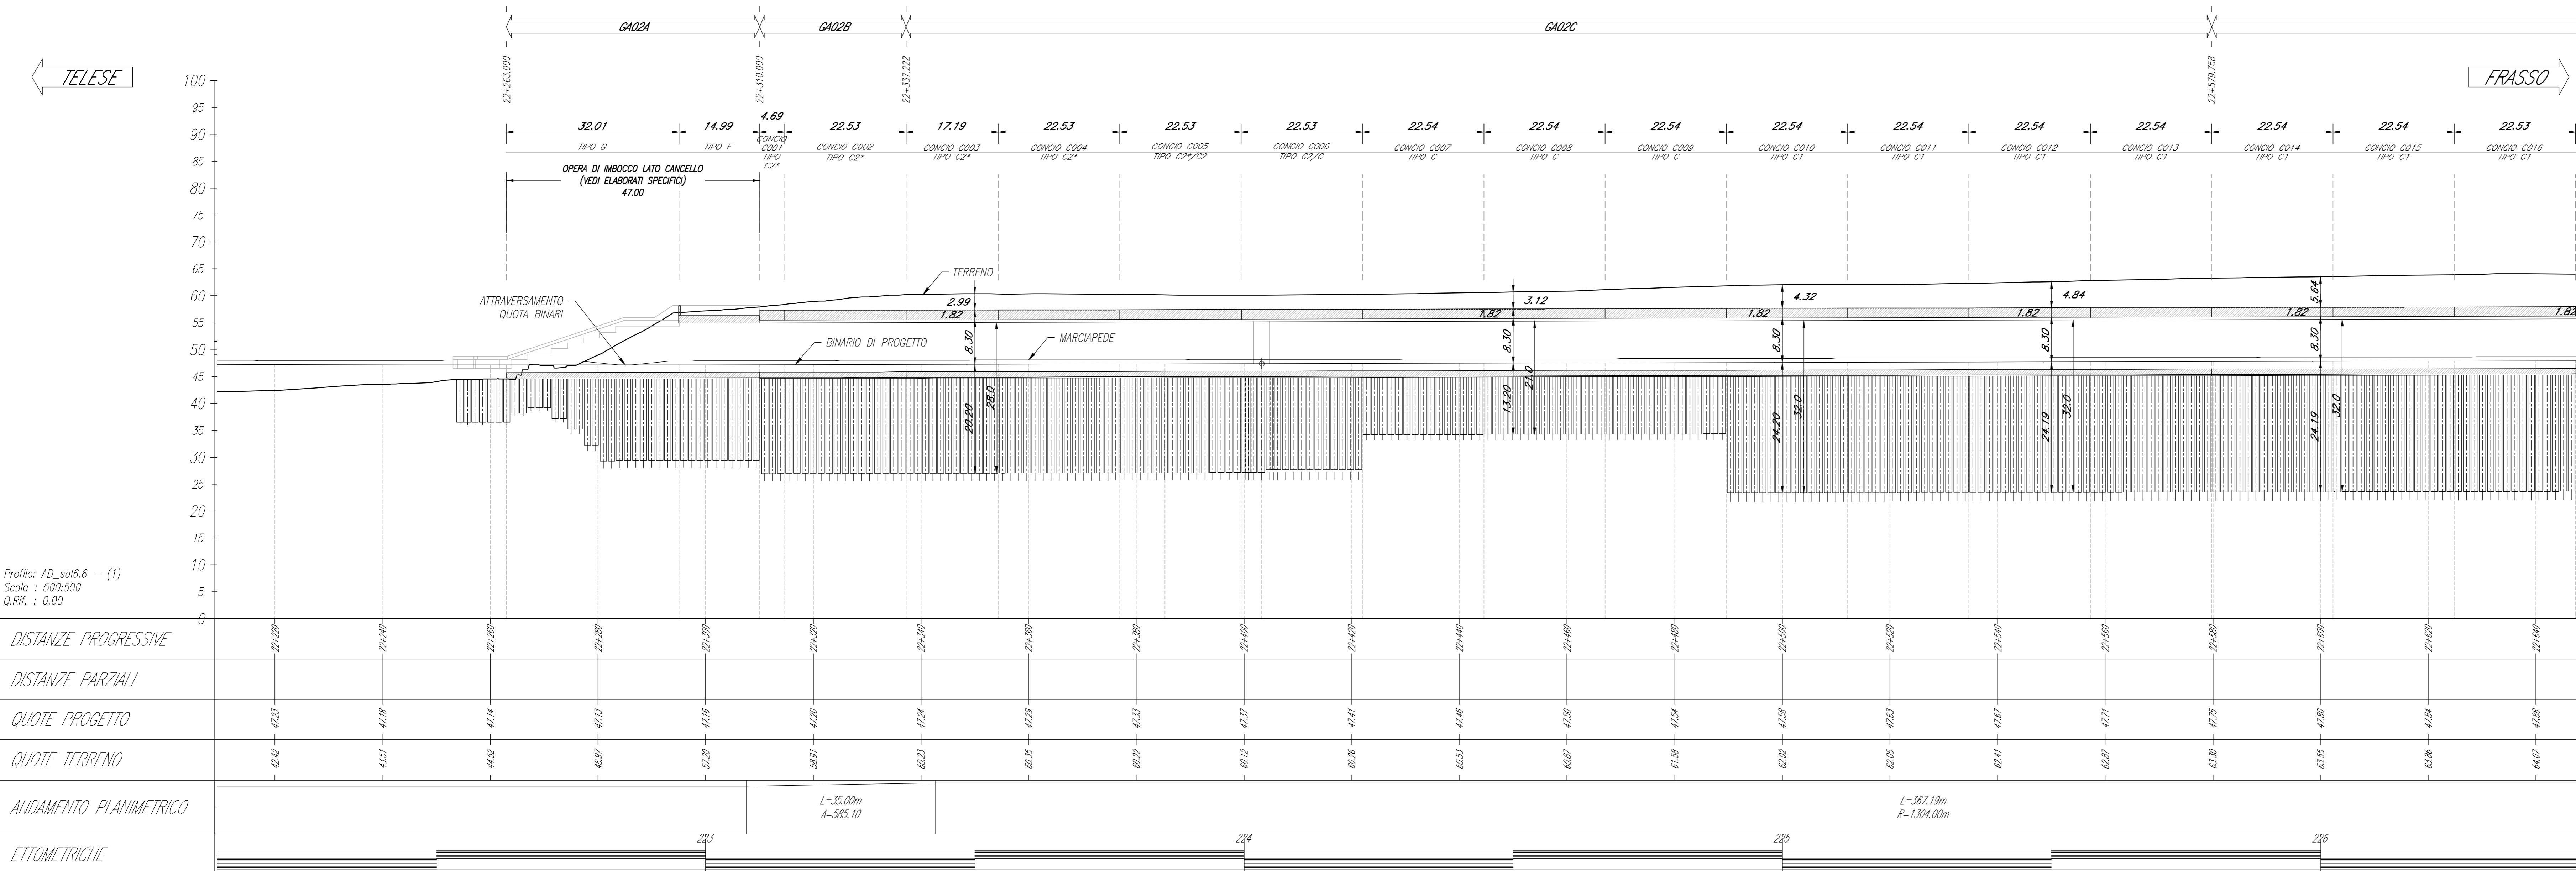 GA02A
GA02B
GA02C
TELESE
FRASSO
22+263.000
22+310.000
22+337.222
22+579.758
100
95
90
85
80
75
70
65
60
55
50
45
40
35
30
25
20
15
10
5
0
32.01
14.99
4.69
22.53
17.19
22.53
22.53
22.53
22.54
22.54
22.54
22.54
22.54
22.54
22.54
22.54
22.54
22.53
TIPO G
TIPO F
CONCIO
C001
TIPO
C2*
CONCIO C002
TIPO C2*
CONCIO C003
TIPO C2*
CONCIO C004
TIPO C2*
CONCIO C005
TIPO C2*/C2
CONCIO C006
TIPO C2/C
CONCIO C007
TIPO C
CONCIO C008
TIPO C
CONCIO C009
TIPO C
CONCIO C010
TIPO C1
CONCIO C011
TIPO C1
CONCIO C012
TIPO C1
CONCIO C013
TIPO C1
CONCIO C014
TIPO C1
CONCIO C015
TIPO C1
CONCIO C016
TIPO C1
OPERA DI IMBOCCO LATO CANCELLO
(VEDI ELABORATI SPECIFICI)
47.00
TERRENO
ATTRAVERSAMENTO
QUOTA BINARI
BINARIO DI PROGETTO
MARCIAPEDE
2.99
1.82
8.30
20.20
28.0
3.12
1.82
8.30
13.20
21.0
4.32
1.82
8.30
24.20
32.0
4.84
1.82
8.30
24.19
32.0
5.64
1.82
8.30
24.19
32.0
1.82
Profilo: AD_sol6.6 - (1)
Scala : 500:500
Q.Rif. : 0.00
DISTANZE PROGRESSIVE
22+220
22+240
22+260
22+280
22+300
22+320
22+340
22+360
22+380
22+400
22+420
22+440
22+460
22+480
22+500
22+520
22+540
22+560
22+580
22+600
22+620
22+640
DISTANZE PARZIALI
QUOTE PROGETTO
47.23
47.18
47.14
47.13
47.16
47.20
47.24
47.29
47.33
47.37
47.41
47.46
47.50
47.54
47.58
47.63
47.67
47.71
47.75
47.80
47.84
47.88
QUOTE TERRENO
42.42
43.51
44.52
48.97
57.20
58.91
60.23
60.35
60.22
60.12
60.26
60.53
60.87
61.58
62.02
62.05
62.41
62.87
63.30
63.55
63.86
64.07
ANDAMENTO PLANIMETRICO
L=35.00m
A=585.10
L=367.19m
R=1304.00m
ETTOMETRICHE
223
224
225
226